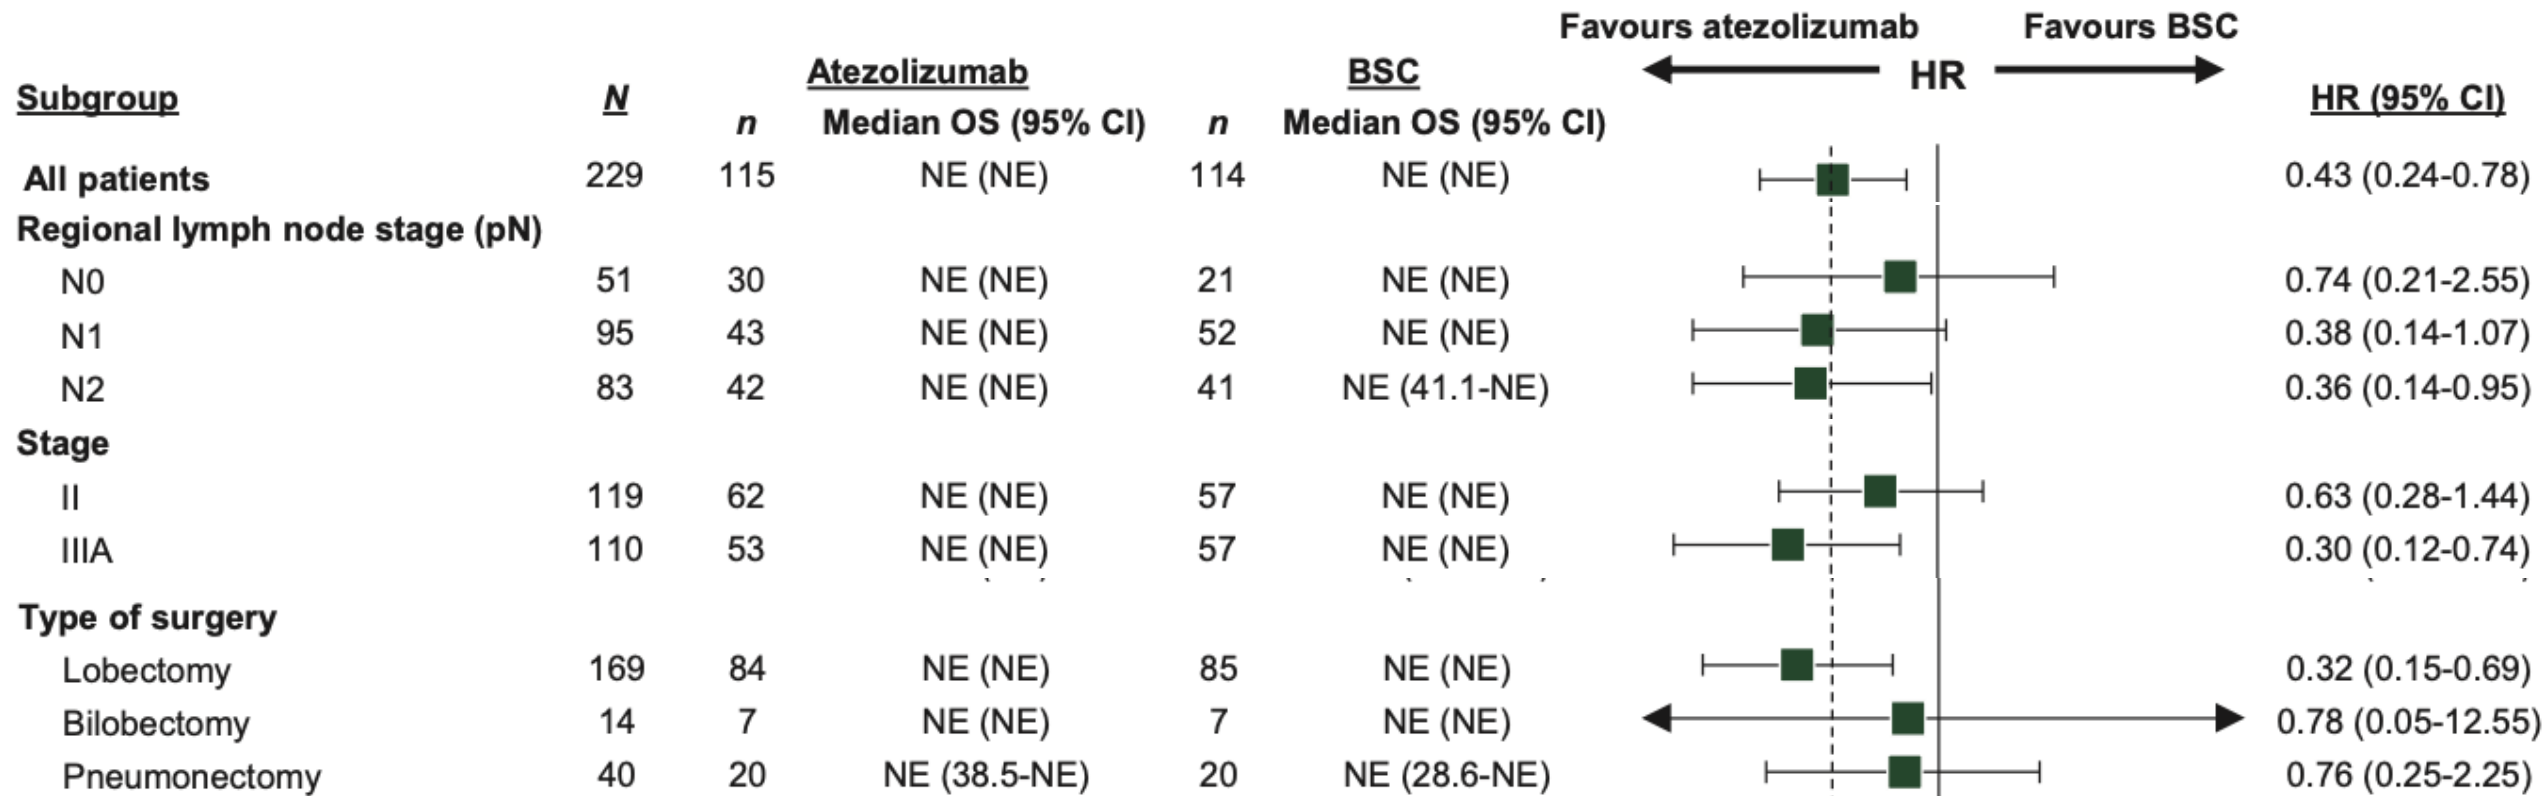 Favours atezolizumab Favours BSC
Atezolizumab BSC HR
Subgroup N HR (95% CI)
n Median OS (95% CI) n Median OS (95% CI)
All patients 229 115 NE (NE) 114 NE (NE) 0.43 (0.24-0.78)
Regional lymph node stage (pN)
N0 51 30 NE (NE) 21 NE (NE) 0.74 (0.21-2.55)
N1 95 43 NE (NE) 52 NE (NE) 0.38 (0.14-1.07)
N2 83 42 NE (NE) 41 NE (41.1-NE) 0.36 (0.14-0.95)
Stage
II 119 62 NE (NE) 57 NE (NE) 0.63 (0.28-1.44)
IIIA 110 53 NE (NE) 57 NE (NE) 0.30 (0.12-0.74)
Type of surgery
Lobectomy 169 84 NE (NE) 85 NE (NE) 0.32 (0.15-0.69)
Bilobectomy 14 7 NE (NE) 7 NE (NE) 0.78 (0.05-12.55)
Pneumonectomy 40 20 NE (38.5-NE) 20 NE (28.6-NE) 0.76 (0.25-2.25)